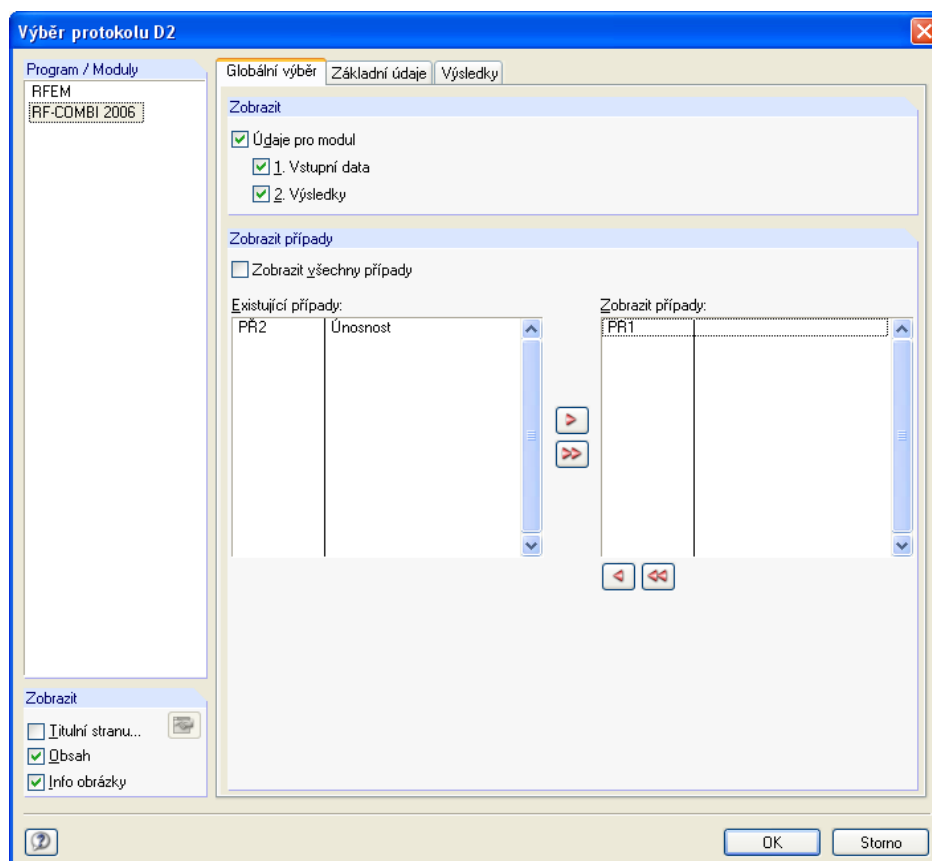 Výběr protokolu D2
Program / Moduly
RFEM
RF-COMBI 2006
Globální výběr
Základní údaje
Výsledky
Zobrazit
Údaje pro modul
1. Vstupní data
2. Výsledky
Zobrazit případy
Zobrazit všechny případy
Existující případy:
PŘ2 Únosnost
Zobrazit případy:
PŘ1
Zobrazit
Titulní stranu...
Obsah
Info obrázky
OK
Storno